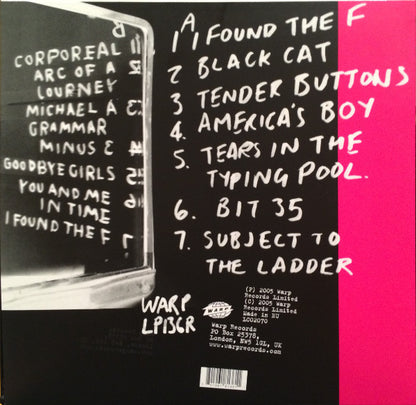 B
CORPOREAL
ARC OF A
JOURNEY
MICHAEL A
GRAMMAR
MINUS 3
GOODBYE GIRLS
YOU AND ME
IN TIME
I FOUND THE F
A
1 I FOUND THE F
2 BLACK CAT
3 TENDER BUTTONS
4. AMERICA'S BOY
5. TEARS IN THE
TYPING POOL.
6. BIT 35
7. SUBJECT TO
THE LADDER
WARP
LP136R
(P) 2005 Warp
Records Limited
(C) 2005 Warp
Records Limited
Made in EU
LC02070
Warp Records
PO Box 25378,
London, NW5 1GL, UK
www.warprecords.com